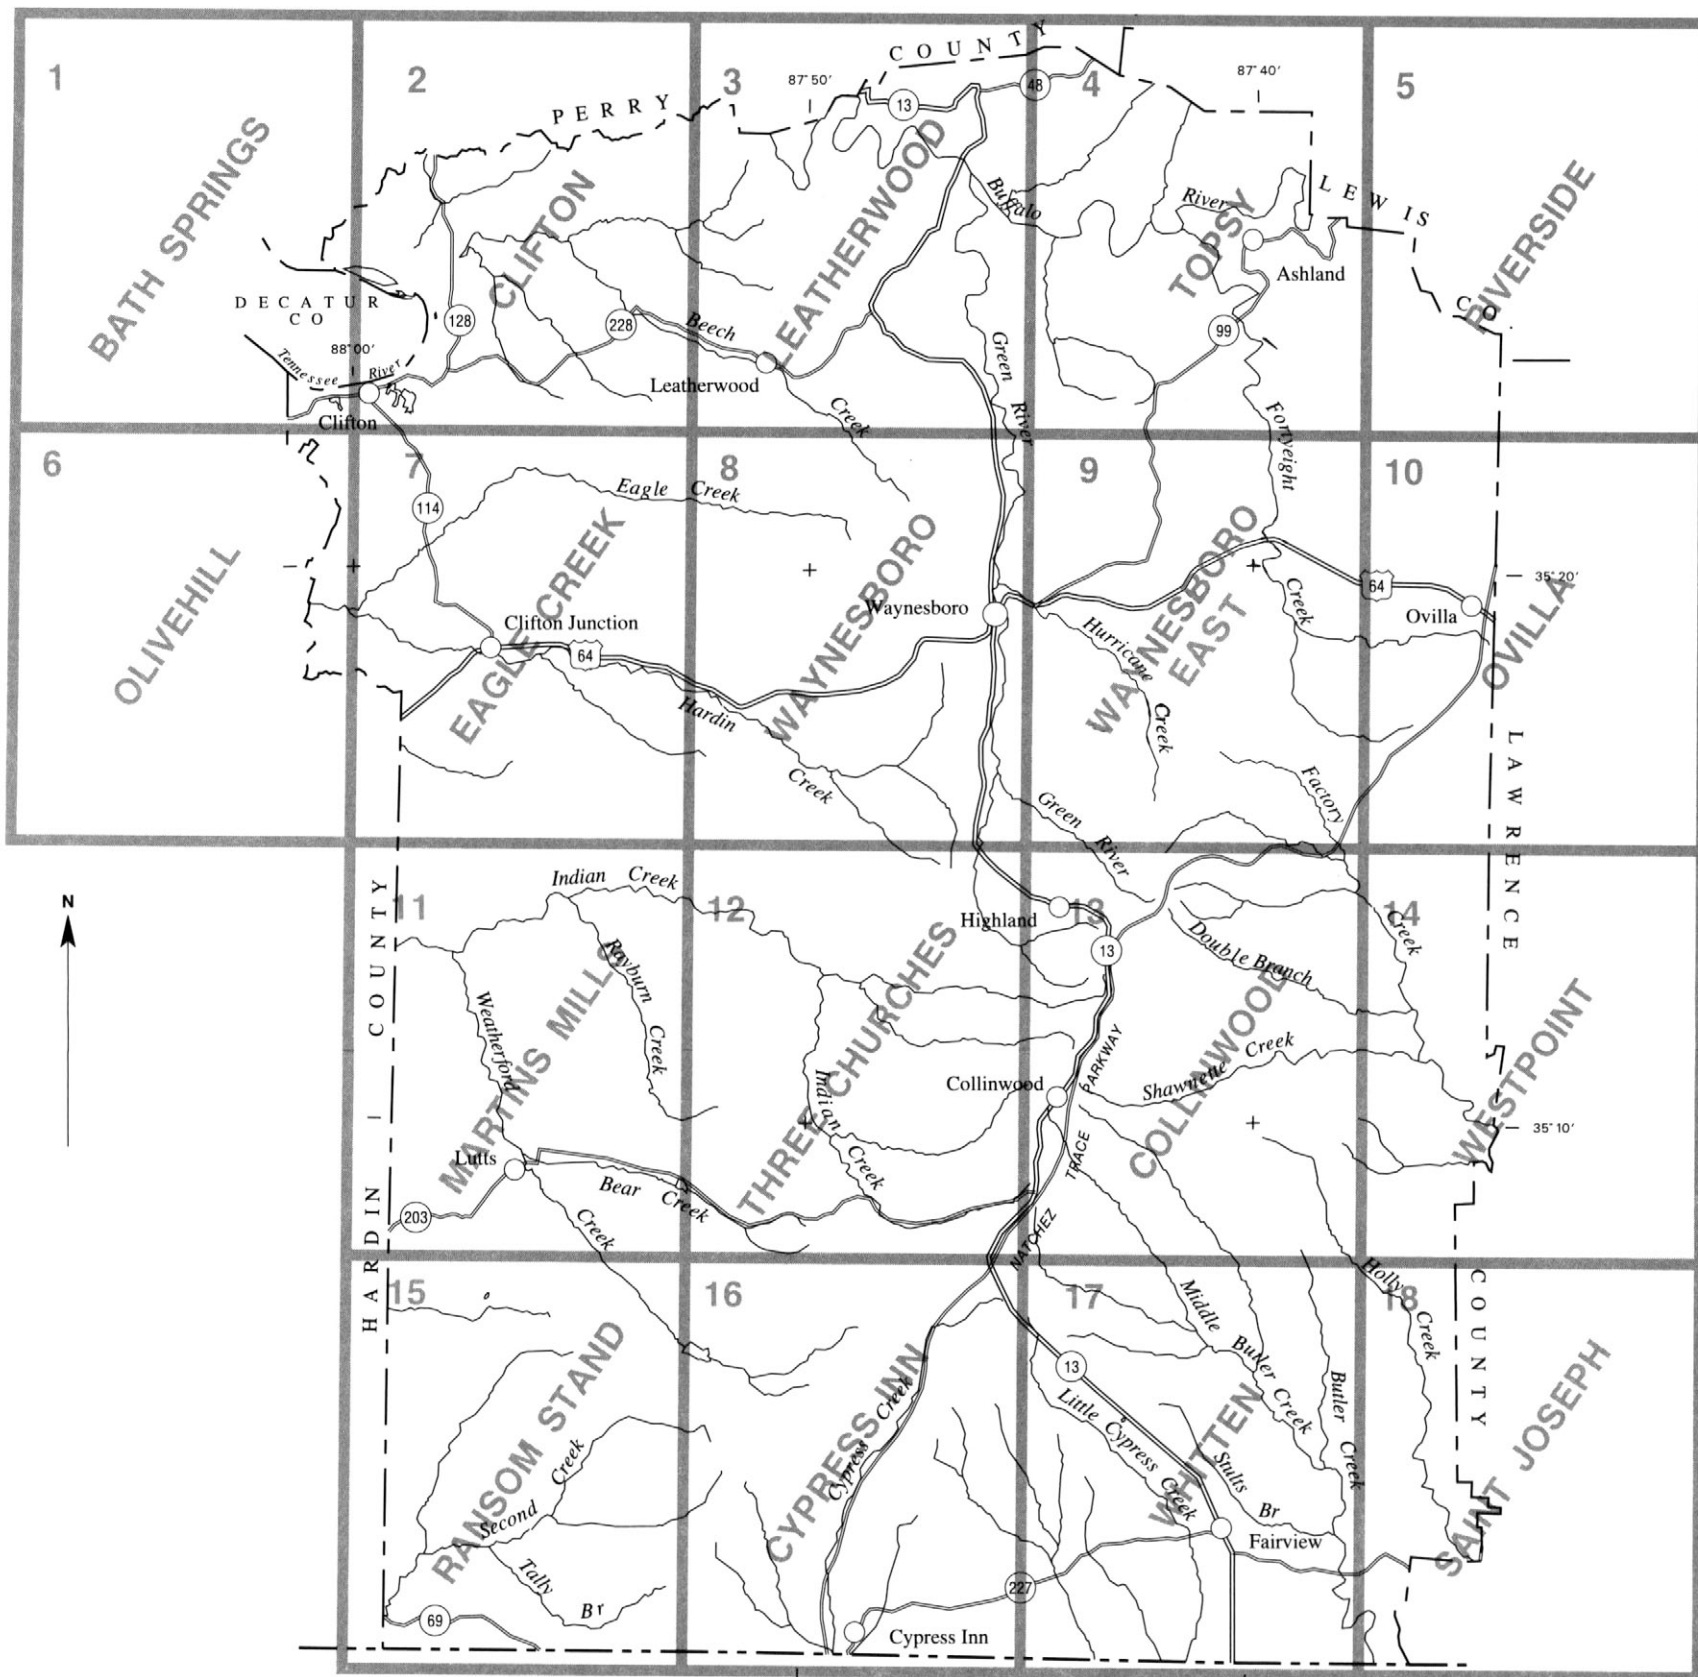 COUNTY
1
2
3
4
5
87°50'
87°40'
48
13
PERRY
BATH SPRINGS
CLIFTON
LEATHERWOOD
TOPSY
RIVERSIDE
Buffalo
River
LEWIS
CO
Ashland
DECATUR
CO
128
228
Beech
99
Green
River
88°00'
Tennessee River
Leatherwood
Creek
Clifton
Fortyeight
Creek
6
7
8
9
10
Eagle Creek
114
OLIVEHILL
EAGLE CREEK
WAYNESBORO
WAYNESBORO
EAST
OVILLA
35°20'
64
Waynesboro
Ovilla
Clifton Junction
64
Hurricane
Creek
Hardin
Creek
LAWRENCE
Factory
Creek
Green
River
N
11
12
13
14
Indian Creek
Highland
13
Double Branch
Rayburn
Creek
Weatherford
Creek
HARDIN COUNTY
MARTINS MILLS
THREE CHURCHES
COLLINWOOD
WESTPOINT
Collinwood
NATCHEZ TRACE PARKWAY
Shawnette Creek
Indian
Creek
35°10'
Lutts
Bear Creek
203
COUNTY
15
16
17
18
Holly
Creek
Middle
Butler Creek
13
Butler
Creek
RANSOM STAND
CYPRESS INN
WHITTEN
SAINT JOSEPH
Cypress Creek
Little Cypress Creek
Stults
Br
Second Creek
Tally
Br
Fairview
227
69
Cypress Inn